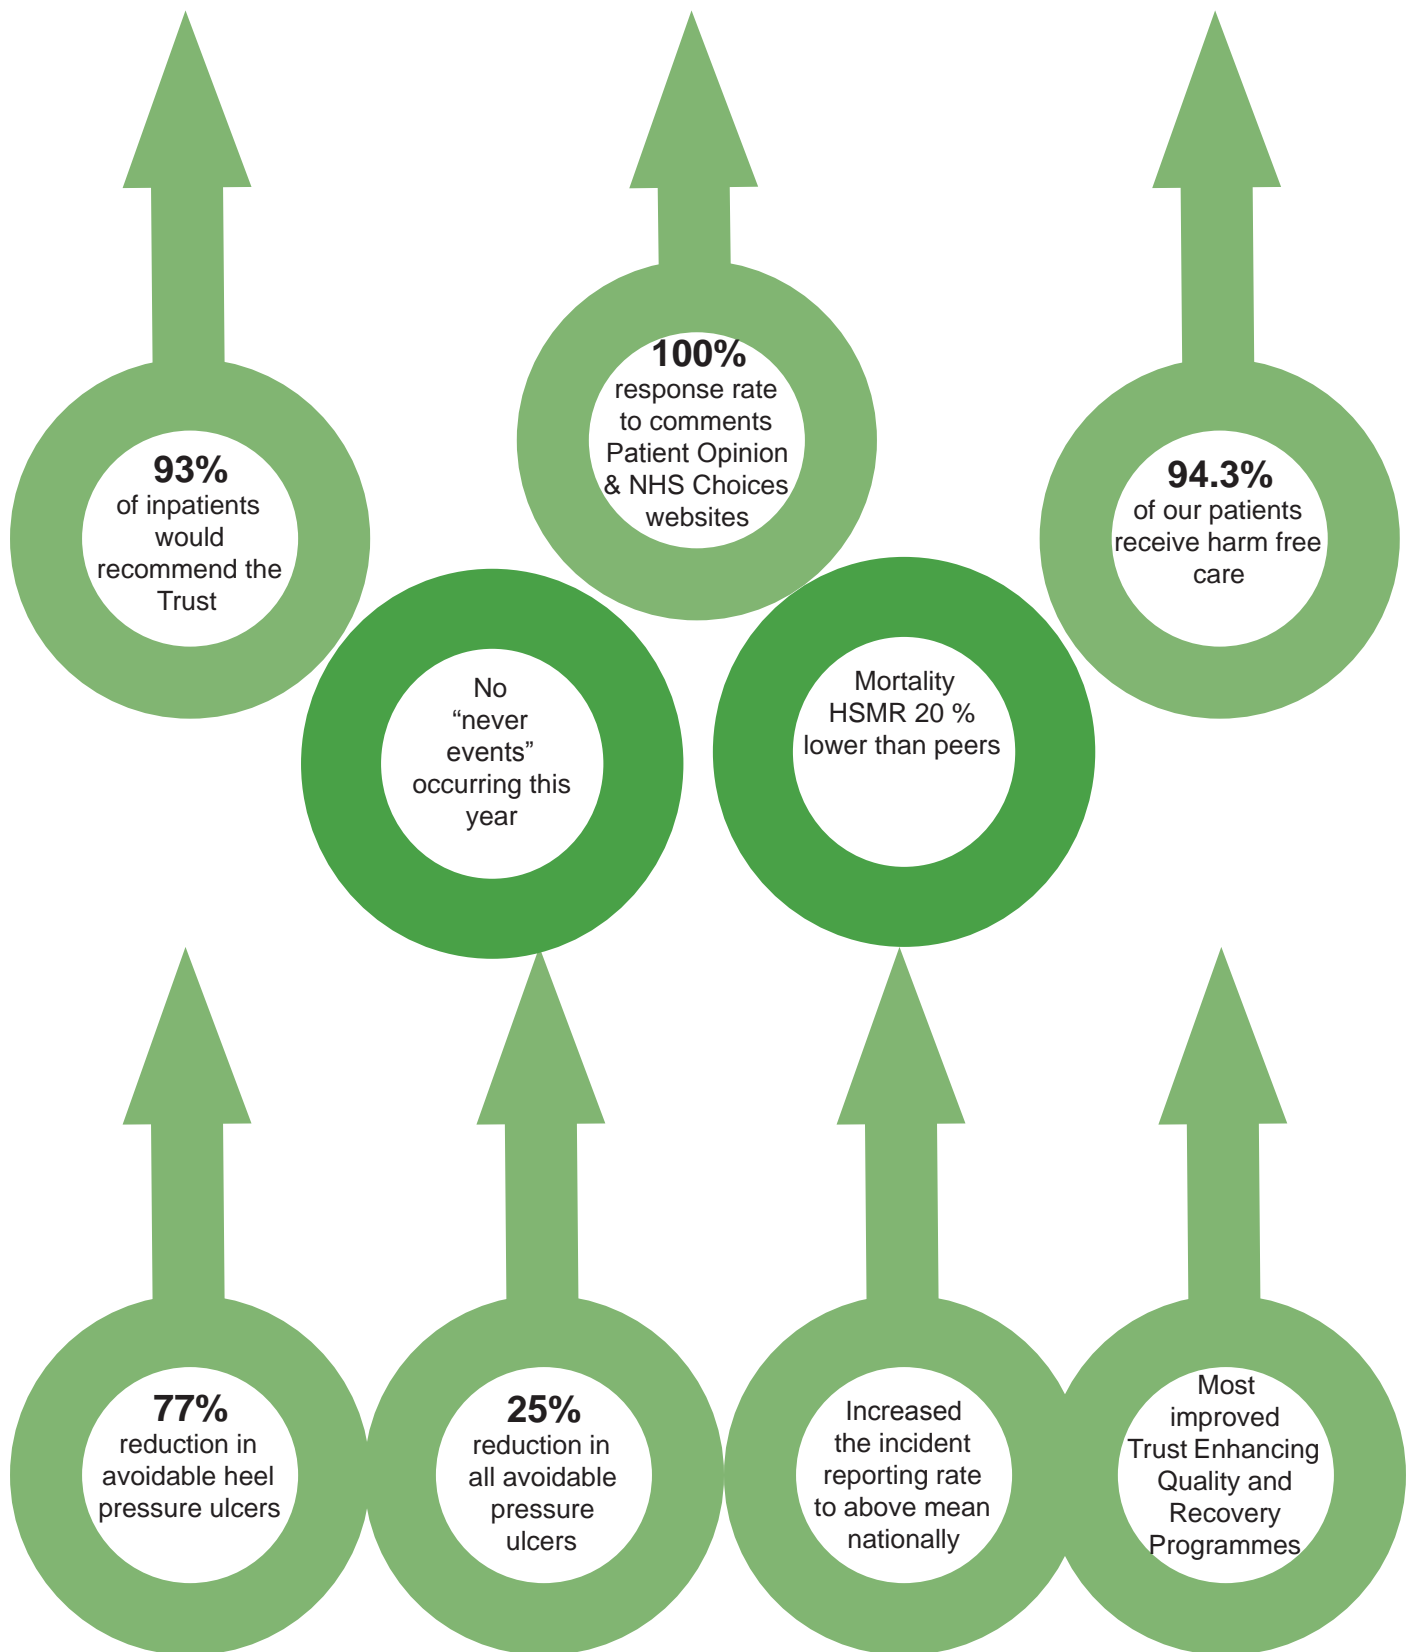 93%
of inpatients
would
recommend the
Trust
100%
response rate
to comments
Patient Opinion
& NHS Choices
websites
94.3%
of our patients
receive harm free
care
No
“never
events”
occurring this
year
Mortality
HSMR 20 %
lower than peers
77%
reduction in
avoidable heel
pressure ulcers
25%
reduction in
all avoidable
pressure
ulcers
Increased
the incident
reporting rate
to above mean
nationally
Most
improved
Trust Enhancing
Quality and
Recovery
Programmes